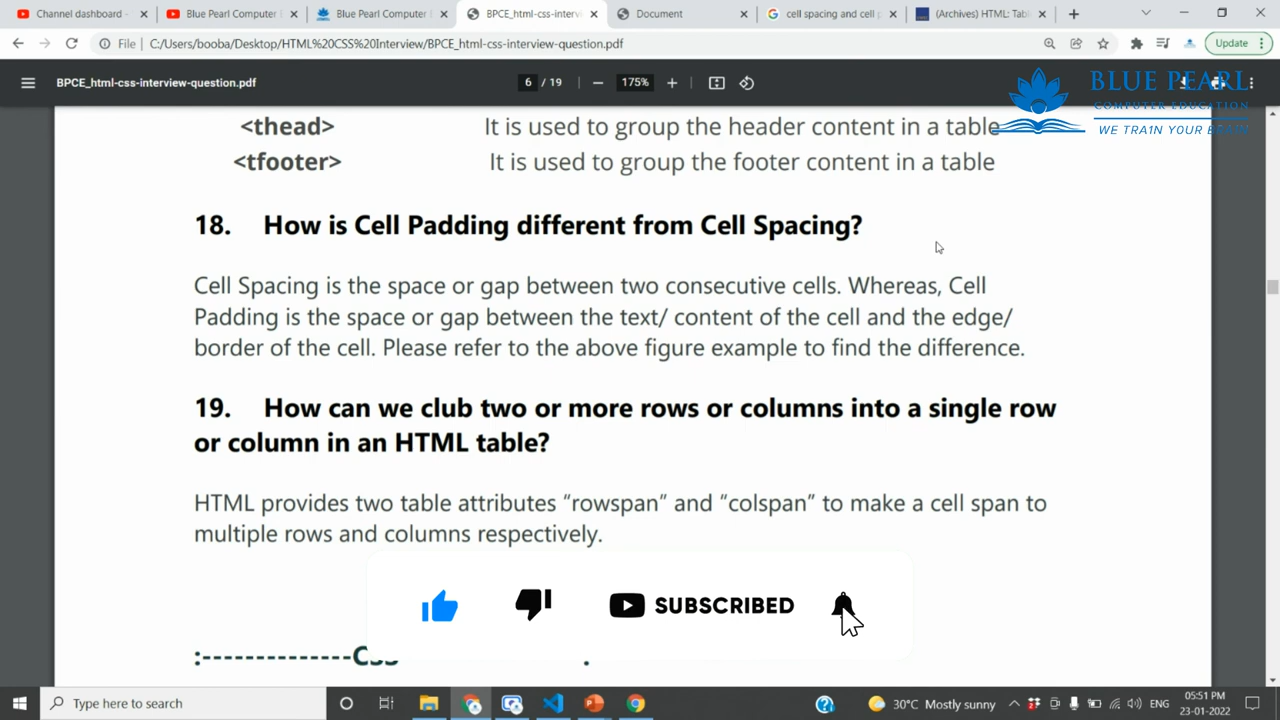 Channel dashboard -
Blue Pearl Computer E
Blue Pearl Computer
BPCE_html-css-interv
Document
cell spacing and cell p
(Archives) HTML: Tab
File
C:/Users/booba/Desktop/HTML%20CSS%20Interview/BPCE_html-css-interview-question.pdf
Update
BPCE_html-css-interview-question.pdf
6 / 19
175%
BLUE PEARL
COMPUTER EDUCATION
WE TRA1N YOUR BRAIN
<thead> It is used to group the header content in a table
<tfooter> It is used to group the footer content in a table
18. How is Cell Padding different from Cell Spacing?
Cell Spacing is the space or gap between two consecutive cells. Whereas, Cell
Padding is the space or gap between the text/ content of the cell and the edge/
border of the cell. Please refer to the above figure example to find the difference.
19. How can we club two or more rows or columns into a single row
or column in an HTML table?
HTML provides two table attributes “rowspan” and “colspan” to make a cell span to
multiple rows and columns respectively.
SUBSCRIBED
:--------------Css :
Type here to search
30°C Mostly sunny
ENG
05:51 PM
23-01-2022